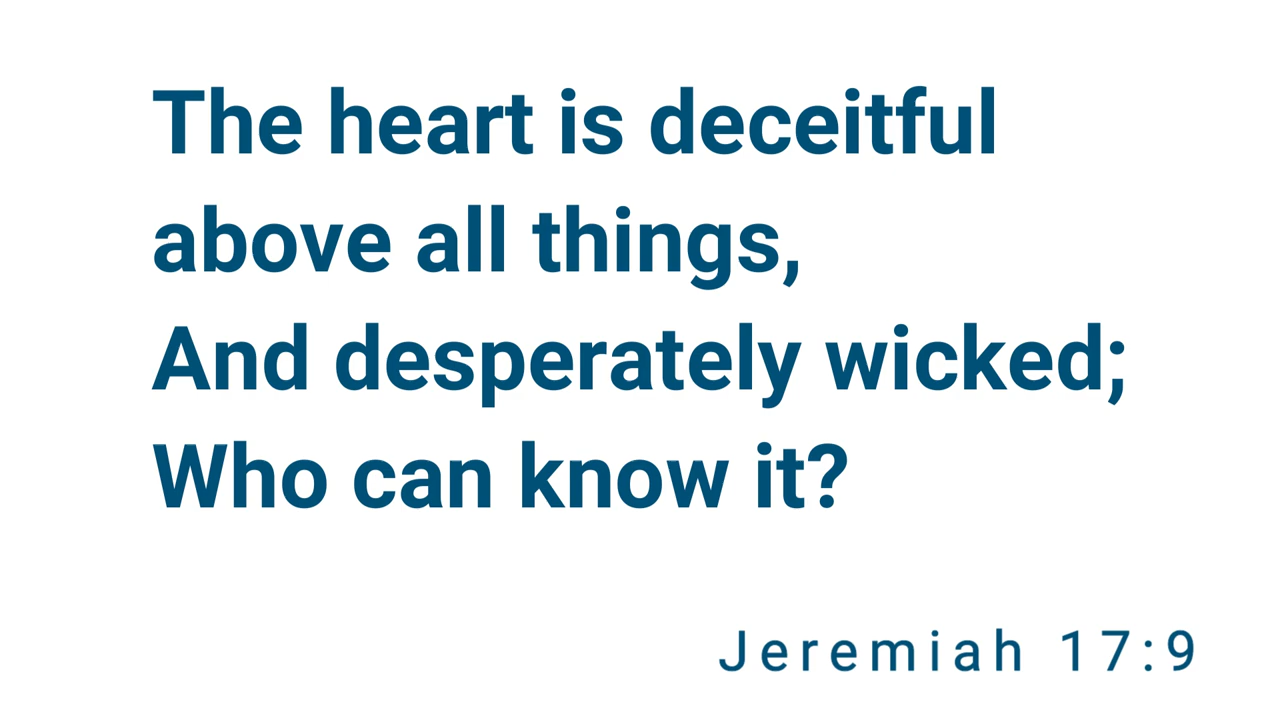 The heart is deceitful
above all things,
And desperately wicked;
Who can know it?
Jeremiah 17:9